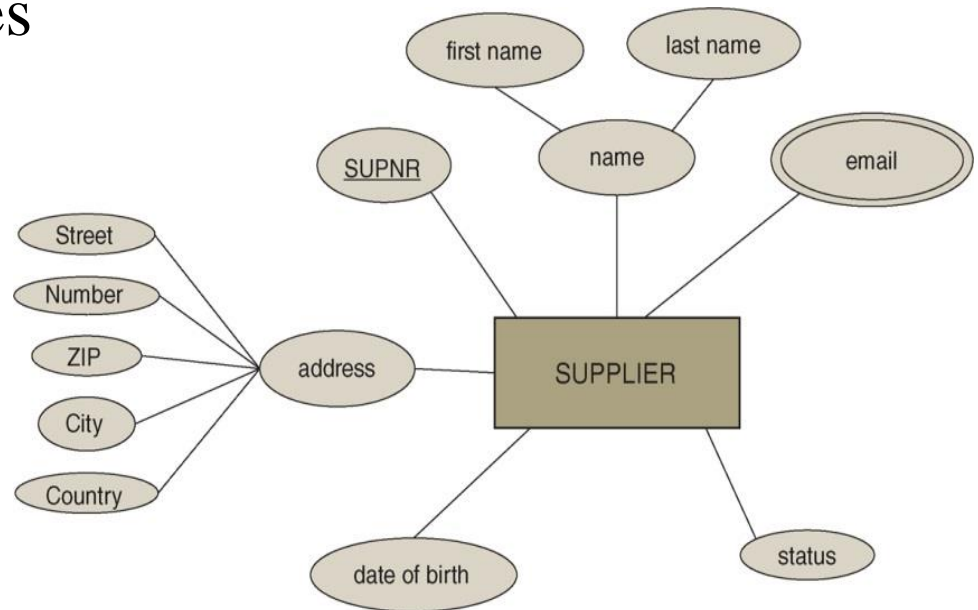 es
first name
last name
name
email
SUPNR
Street
Number
ZIP
City
Country
address
SUPPLIER
date of birth
status